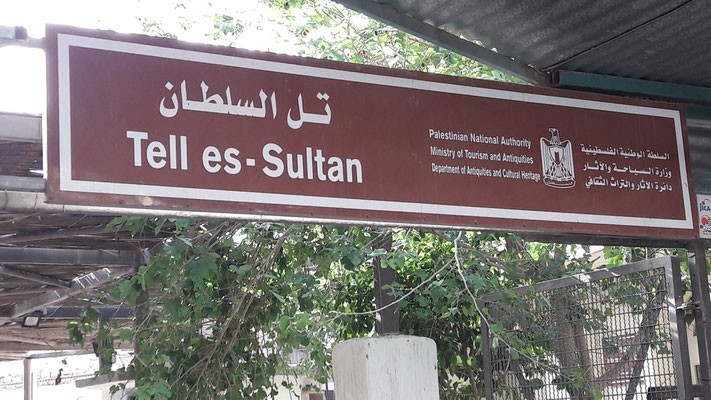 تل السلطان
Tell es-Sultan
Palestinian National Authority
Ministry of Tourism and Antiquities
Department of Antiquities and Cultural Heritage
السلطة الوطنية الفلسطينية
وزارة السياحة والآثار
دائرة الآثار والتراث الثقافي
jICA